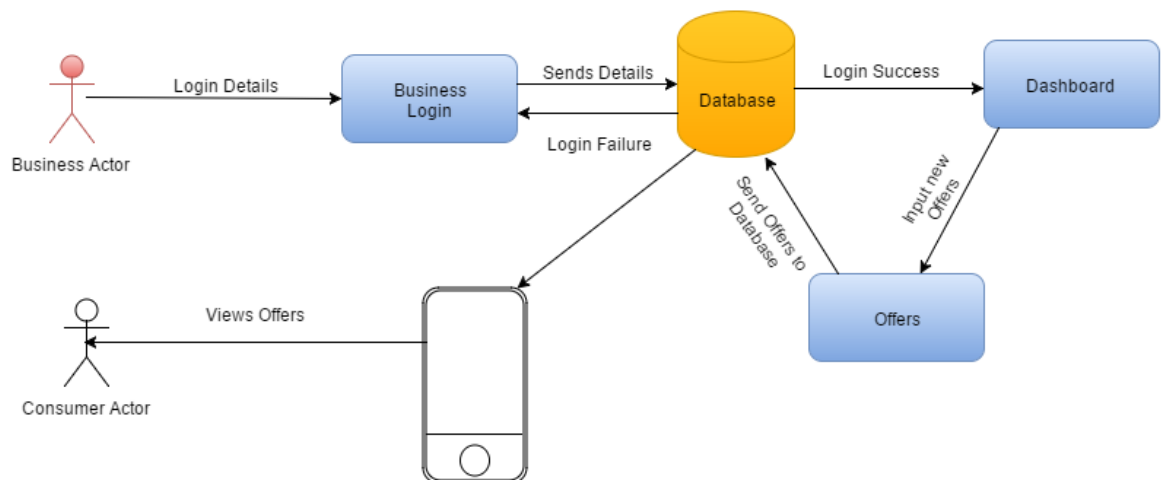 Login Details
Business
Login
Sends Details
Database
Login Success
Dashboard
Login Failure
Business Actor
Input new
Offers
Send Offers to
Database
Offers
Views Offers
Consumer Actor